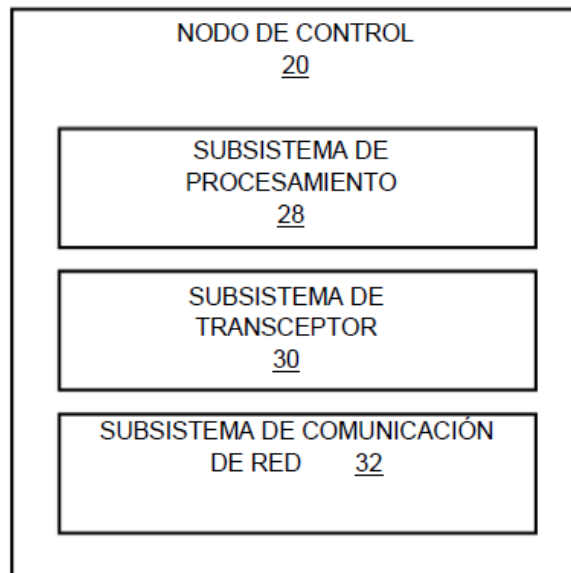 NODO DE CONTROL
20
SUBSISTEMA DE
PROCESAMIENTO
28
SUBSISTEMA DE
TRANSCEPTOR
30
SUBSISTEMA DE COMUNICACIÓN
DE RED 32